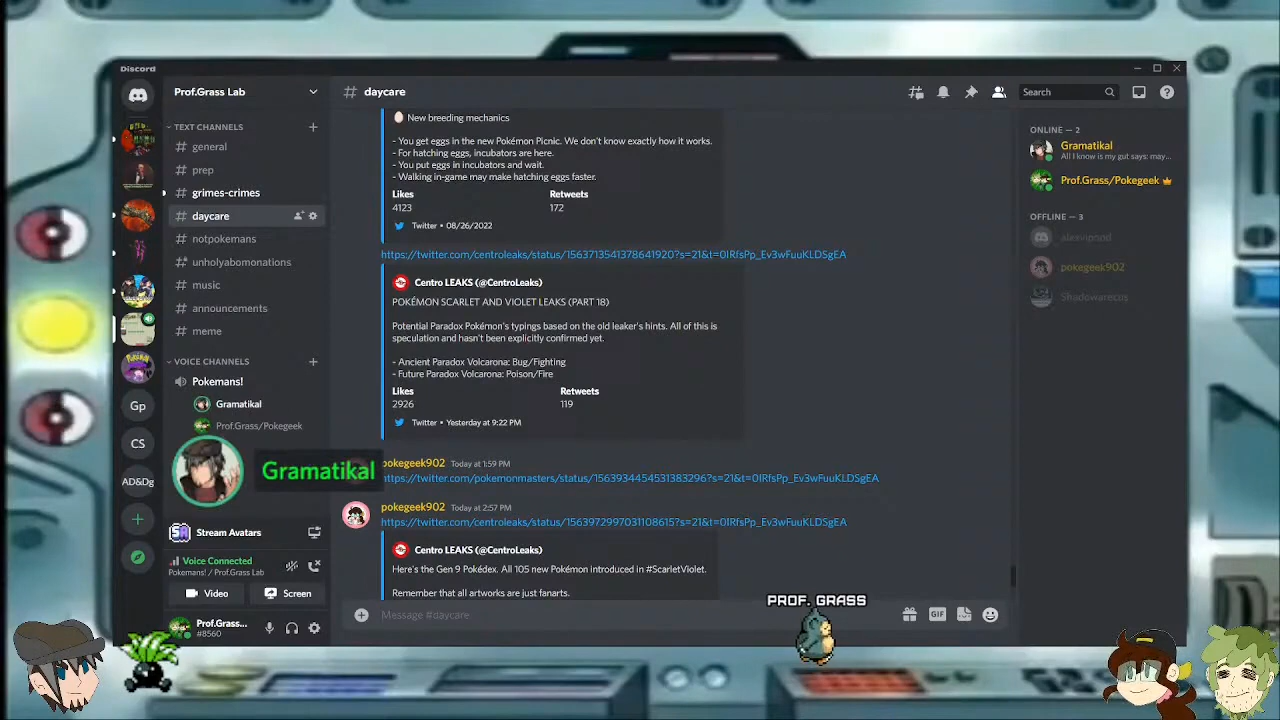 Discord
Prof.Grass Lab
TEXT CHANNELS
general
prep
grimes-crimes
daycare
notpokemans
unholyabomonations
music
announcements
meme
VOICE CHANNELS
Pokemans!
Gramatikal
Prof.Grass/Pokegeek
Gramatikal
Stream Avatars
Voice Connected
Pokemans! / Prof.Grass Lab
Video
Screen
Prof.Grass...
#8560
Gp
CS
AD&Dg
# daycare
Search
New breeding mechanics
- You get eggs in the new Pokémon Picnic. We don't know exactly how it works.
- For hatching eggs, incubators are here.
- You put eggs in incubators and wait.
- Walking in-game may make hatching eggs faster.
Likes Retweets
4123 172
Twitter • 08/26/2022
https://twitter.com/centroleaks/status/1563713541378641920?s=21&t=0IRfsPp_Ev3wFuuKLDSgEA
Centro LEAKS (@CentroLeaks)
POKÉMON SCARLET AND VIOLET LEAKS (PART 18)
Potential Paradox Pokémon's typings based on the old leaker's hints. All of this is
speculation and hasn't been explicitly confirmed yet.
- Ancient Paradox Volcarona: Bug/Fighting
- Future Paradox Volcarona: Poison/Fire
Likes Retweets
2926 119
Twitter • Yesterday at 9:22 PM
pokegeek902 Today at 1:59 PM
https://twitter.com/pokemonmasters/status/1563934454531383296?s=21&t=0IRfsPp_Ev3wFuuKLDSgEA
pokegeek902 Today at 2:57 PM
https://twitter.com/centroleaks/status/1563972997031108615?s=21&t=0IRfsPp_Ev3wFuuKLDSgEA
Centro LEAKS (@CentroLeaks)
Here's the Gen 9 Pokédex. All 105 new Pokémon introduced in #ScarletViolet.
Remember that all artworks are just fanarts.
Message #daycare
GIF
PROF. GRASS
ONLINE – 2
Gramatikal
All I know is my gut says: may...
Prof.Grass/Pokegeek
OFFLINE – 3
pokegeek902
Shadowarecus